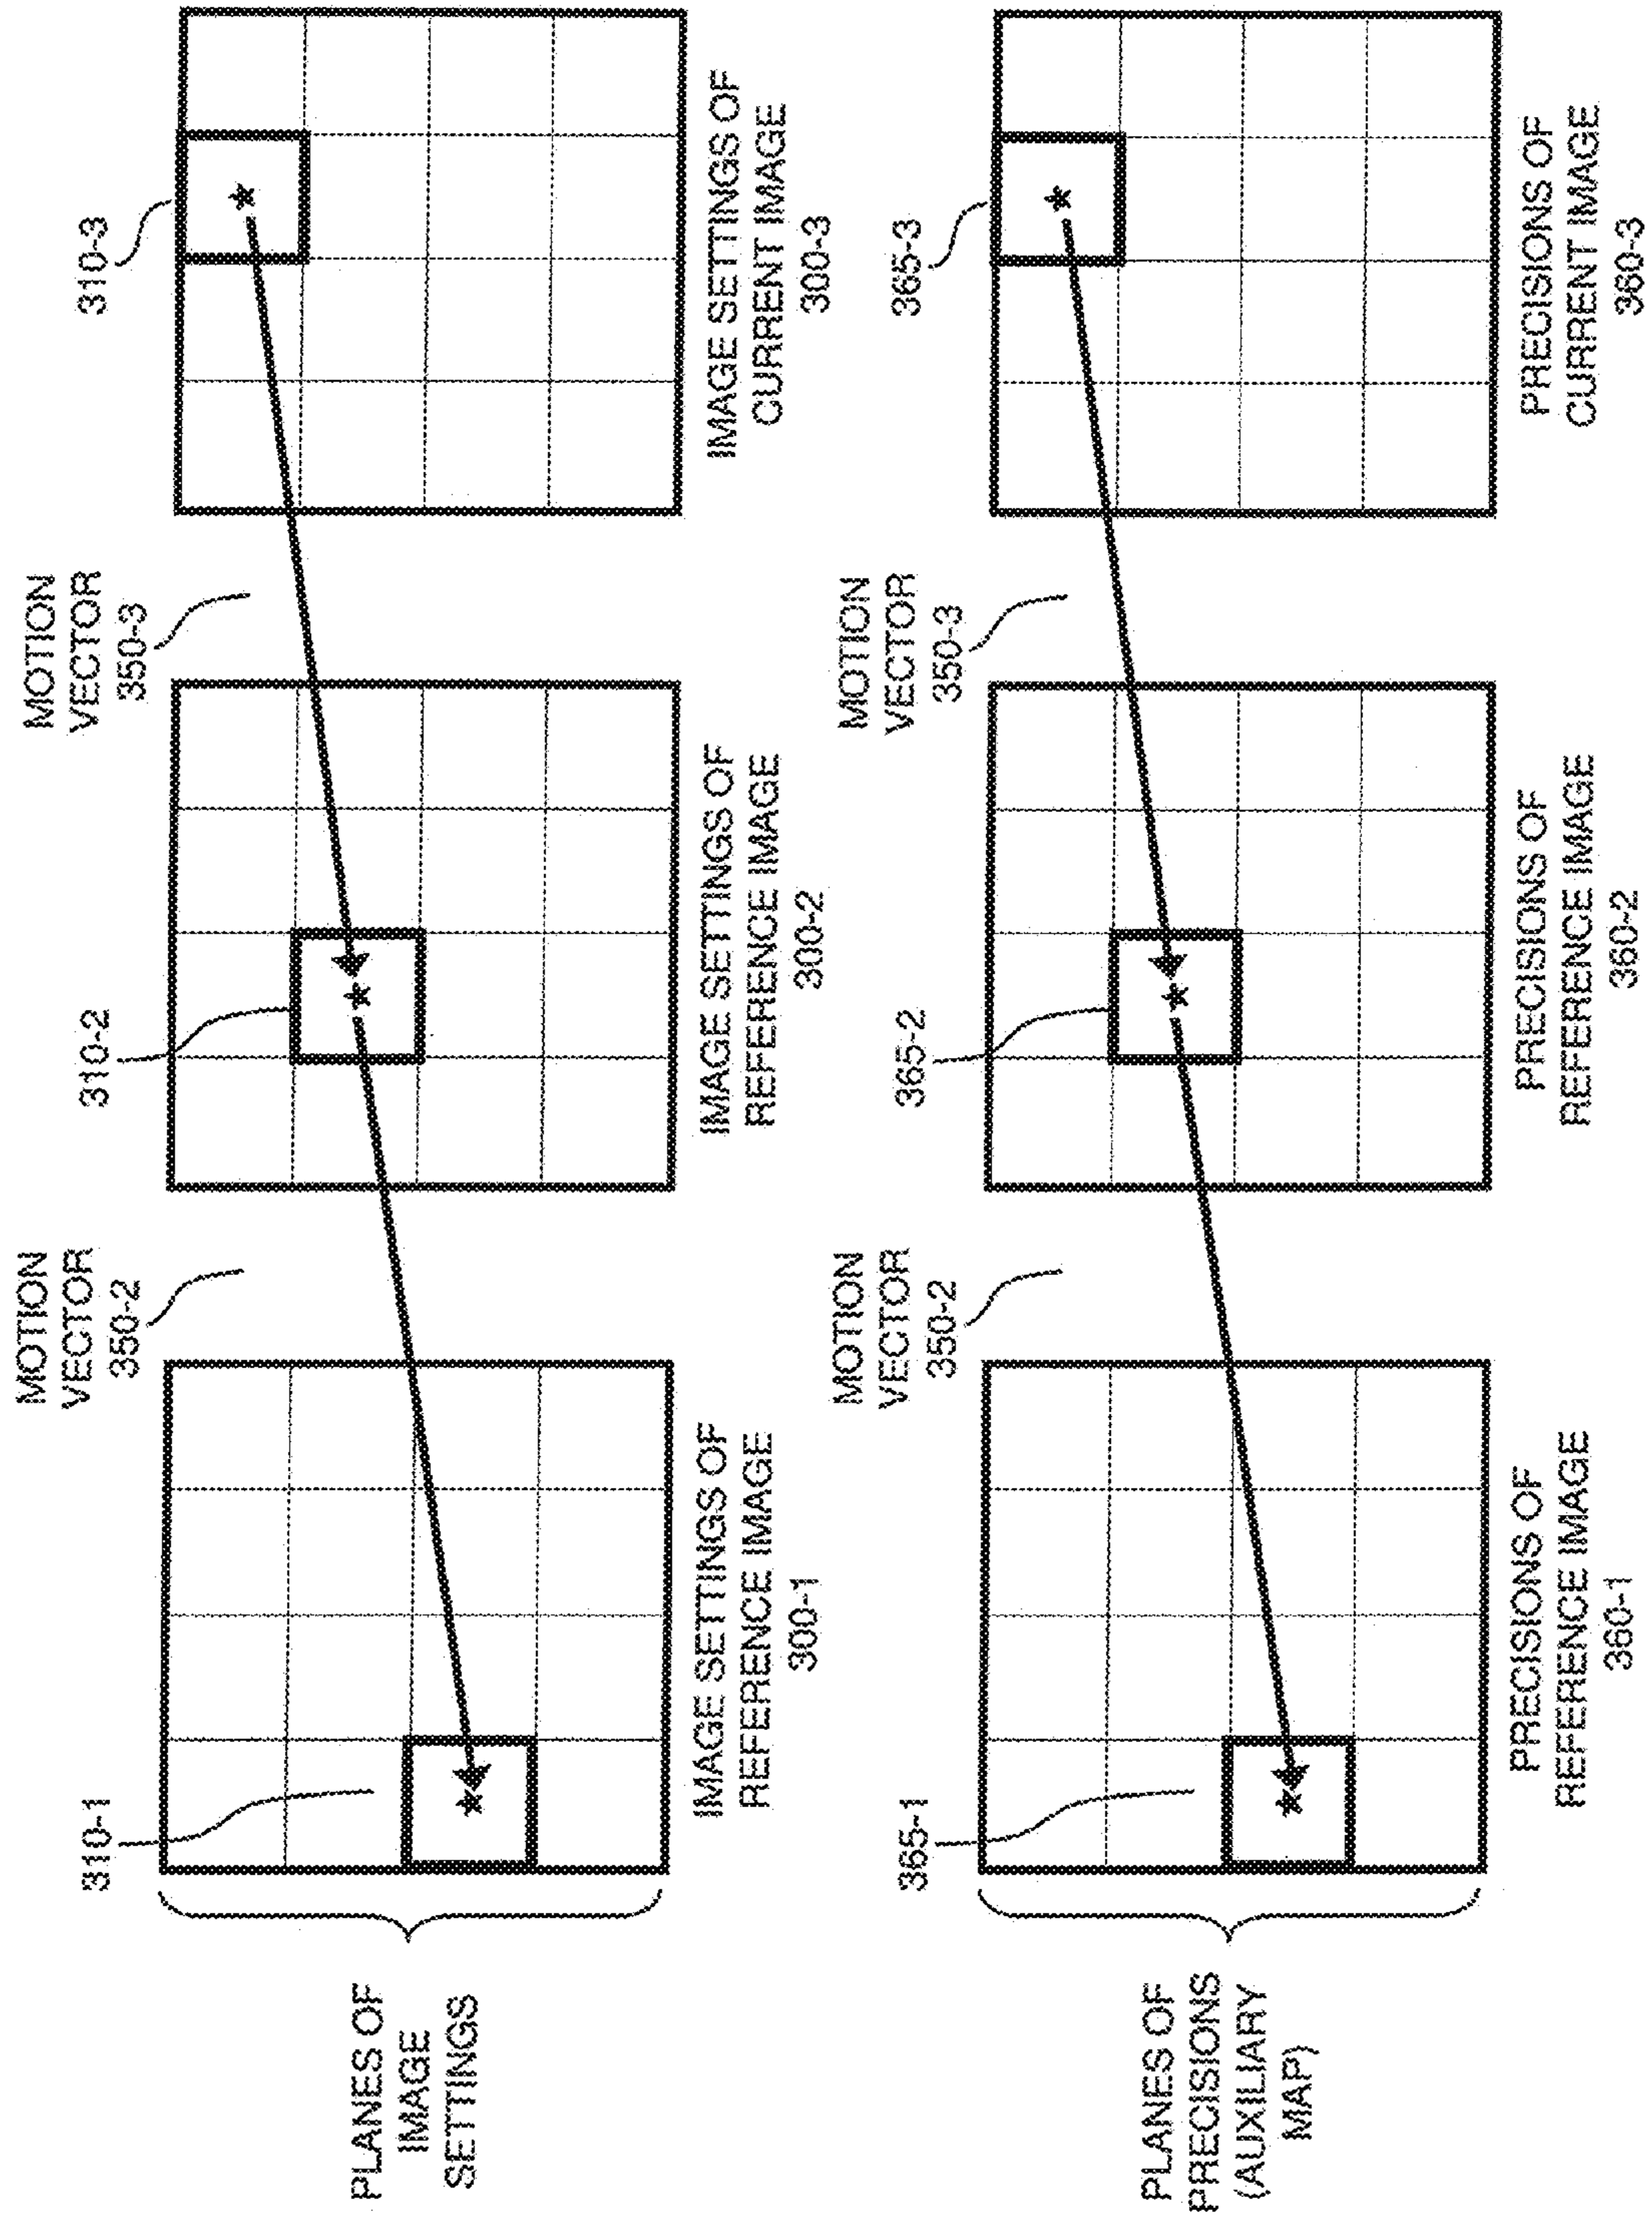 310-1
MOTION
VECTOR
350-2
310-2
MOTION
VECTOR
350-3
310-3
PLANES OF
IMAGE
SETTINGS
IMAGE SETTINGS OF
REFERENCE IMAGE
300-1
IMAGE SETTINGS OF
REFERENCE IMAGE
300-2
IMAGE SETTINGS OF
CURRENT IMAGE
300-3
365-1
MOTION
VECTOR
350-2
365-2
MOTION
VECTOR
350-3
365-3
PLANES OF
PRECISIONS
(AUXILIARY
MAP)
PRECISIONS OF
REFERENCE IMAGE
360-1
PRECISIONS OF
REFERENCE IMAGE
360-2
PRECISIONS OF
CURRENT IMAGE
360-3